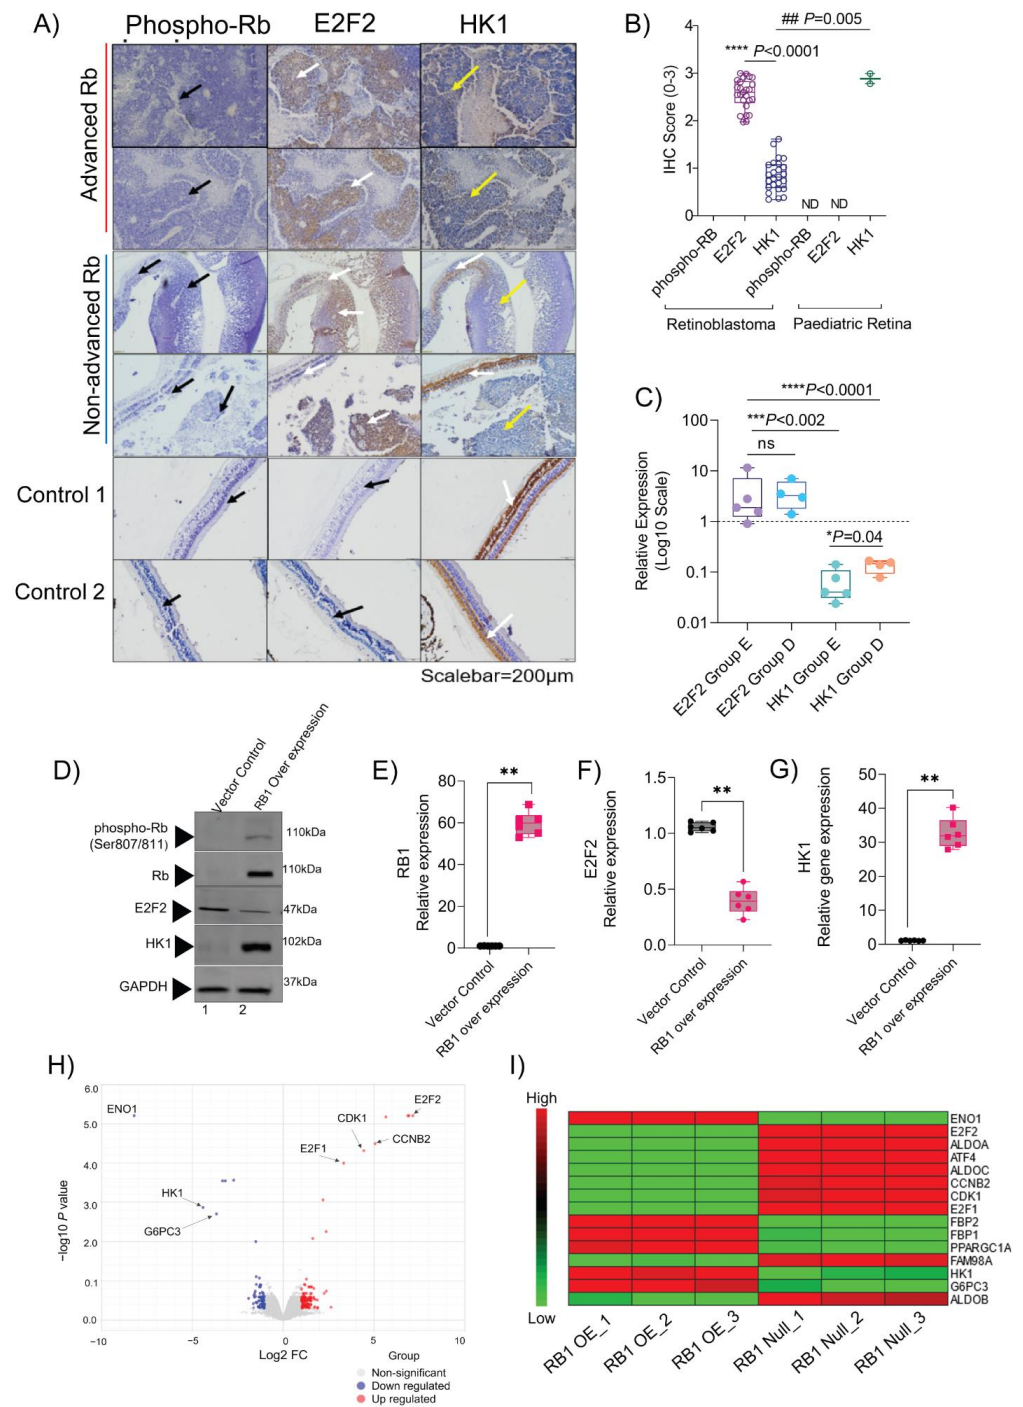 A)
Phospho-Rb
E2F2
HK1
Advanced Rb
Non-advanced Rb
Control 1
Control 2
Scalebar=200µm
B)
## P=0.005
**** P<0.0001
IHC Score (0-3)
4
3
2
1
0
ND
ND
phospho-RB
E2F2
HK1
phospho-RB
E2F2
HK1
Retinoblastoma
Paediatric Retina
C)
****P<0.0001
***P<0.002
ns
*P=0.04
Relative Expression
(Log10 Scale)
100
10
1
0.1
0.01
E2F2 Group E
E2F2 Group D
HK1 Group E
HK1 Group D
D)
Vector Control
RB1 Over expression
phospho-Rb
(Ser807/811)
110kDa
Rb
110kDa
E2F2
47kDa
HK1
102kDa
GAPDH
37kDa
1
2
E)
**
RB1
Relative expression
80
60
40
20
0
Vector Control
RB1 over expression
F)
**
E2F2
Relative expression
1.5
1.0
0.5
0.0
Vector Control
RB1 over expression
G)
**
HK1
Relative gene expression
50
40
30
20
10
0
Vector Control
RB1 over expression
H)
−log10 P value
6.0
5.0
4.0
3.0
2.0
0.1
0.0
ENO1
E2F2
CDK1
CCNB2
E2F1
HK1
G6PC3
−10
−5
0
5
10
Log2 FC
Group
Non-significant
Down regulated
Up regulated
I)
High
Low
ENO1
E2F2
ALDOA
ATF4
ALDOC
CCNB2
CDK1
E2F1
FBP2
FBP1
PPARGC1A
FAM98A
HK1
G6PC3
ALDOB
RB1 OE_1
RB1 OE_2
RB1 OE_3
RB1 Null_1
RB1 Null_2
RB1 Null_3